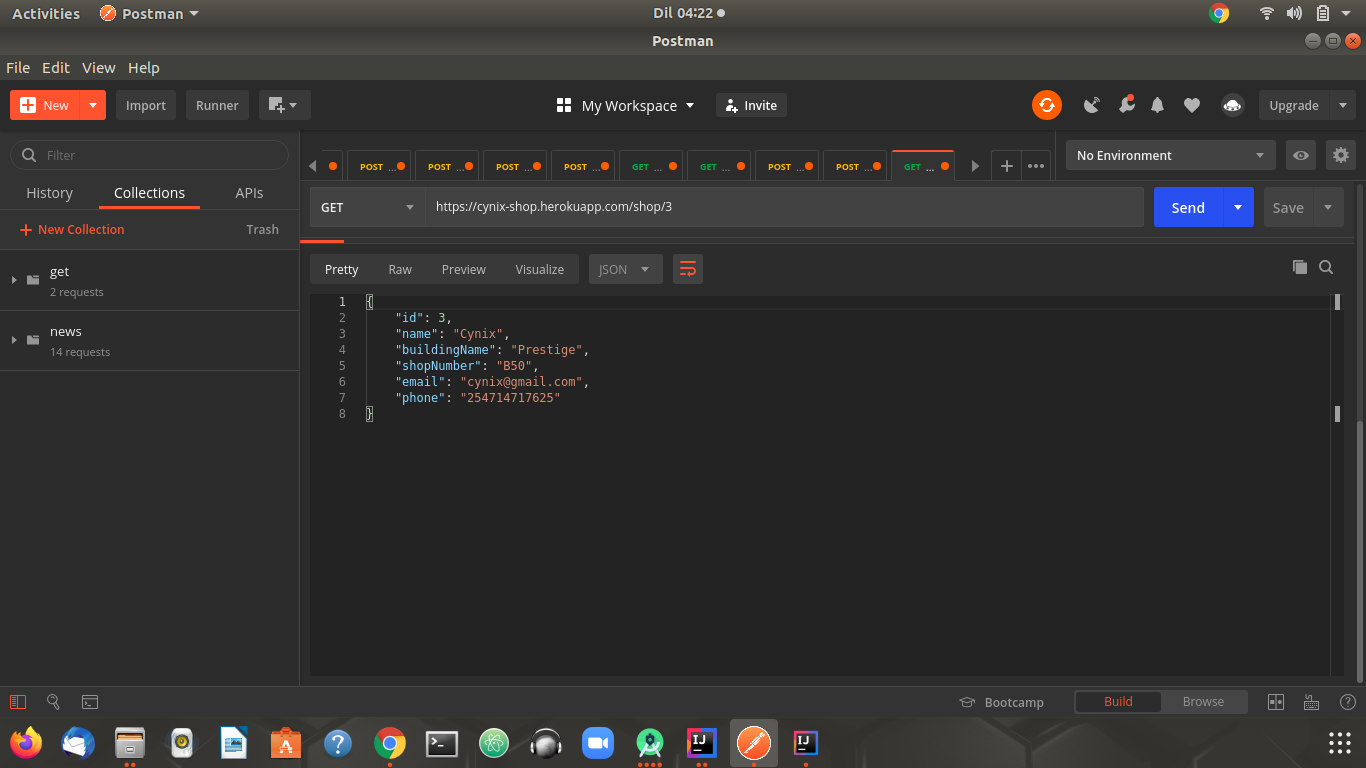 Activities Postman Dil 04:22
Postman
File Edit View Help
New Import Runner My Workspace Invite Upgrade
Filter
POST ... POST ... POST ... POST ... GET ... GET ... POST ... POST ... GET ... No Environment
History Collections APIs
GET https://cynix-shop.herokuapp.com/shop/3 Send Save
New Collection Trash
get
2 requests
news
14 requests
Pretty Raw Preview Visualize JSON
1 {
2 "id": 3,
3 "name": "Cynix",
4 "buildingName": "Prestige",
5 "shopNumber": "B50",
6 "email": "cynix@gmail.com",
7 "phone": "254714717625"
8 }
Bootcamp Build Browse
IJ IJ